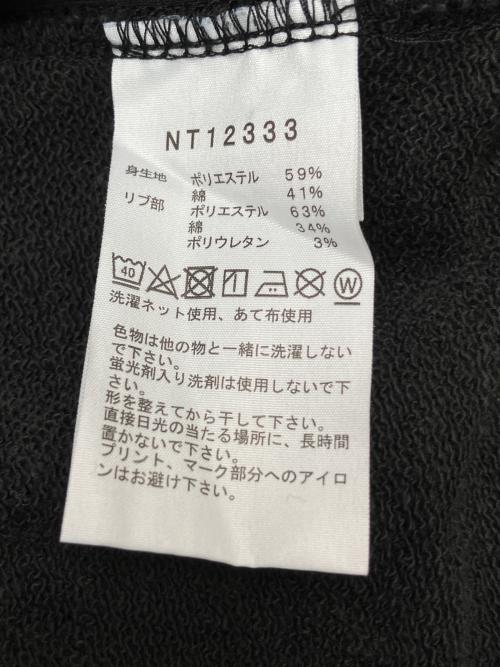 NT12333
身生地 ポリエステル 59%
綿 41%
リブ部 ポリエステル 63%
綿 34%
ポリウレタン 3%
40 W
洗濯ネット使用、あて布使用
色物は他の物と一緒に洗濯しない
で下さい。
蛍光剤入り洗剤は使用しないで下
さい。
形を整えてから干して下さい。
直接日光の当たる場所に、長時間
置かないで下さい。
プリント、マーク部分へのアイロ
ンはお避け下さい。